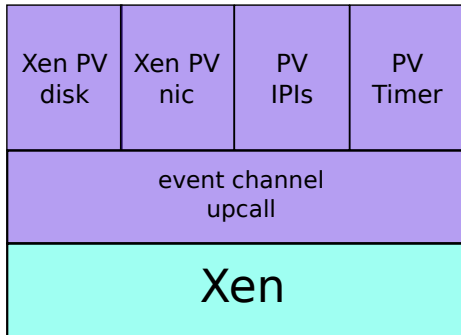 Xen PV
disk
Xen PV
nic
PV
IPIs
PV
Timer
event channel
upcall
Xen